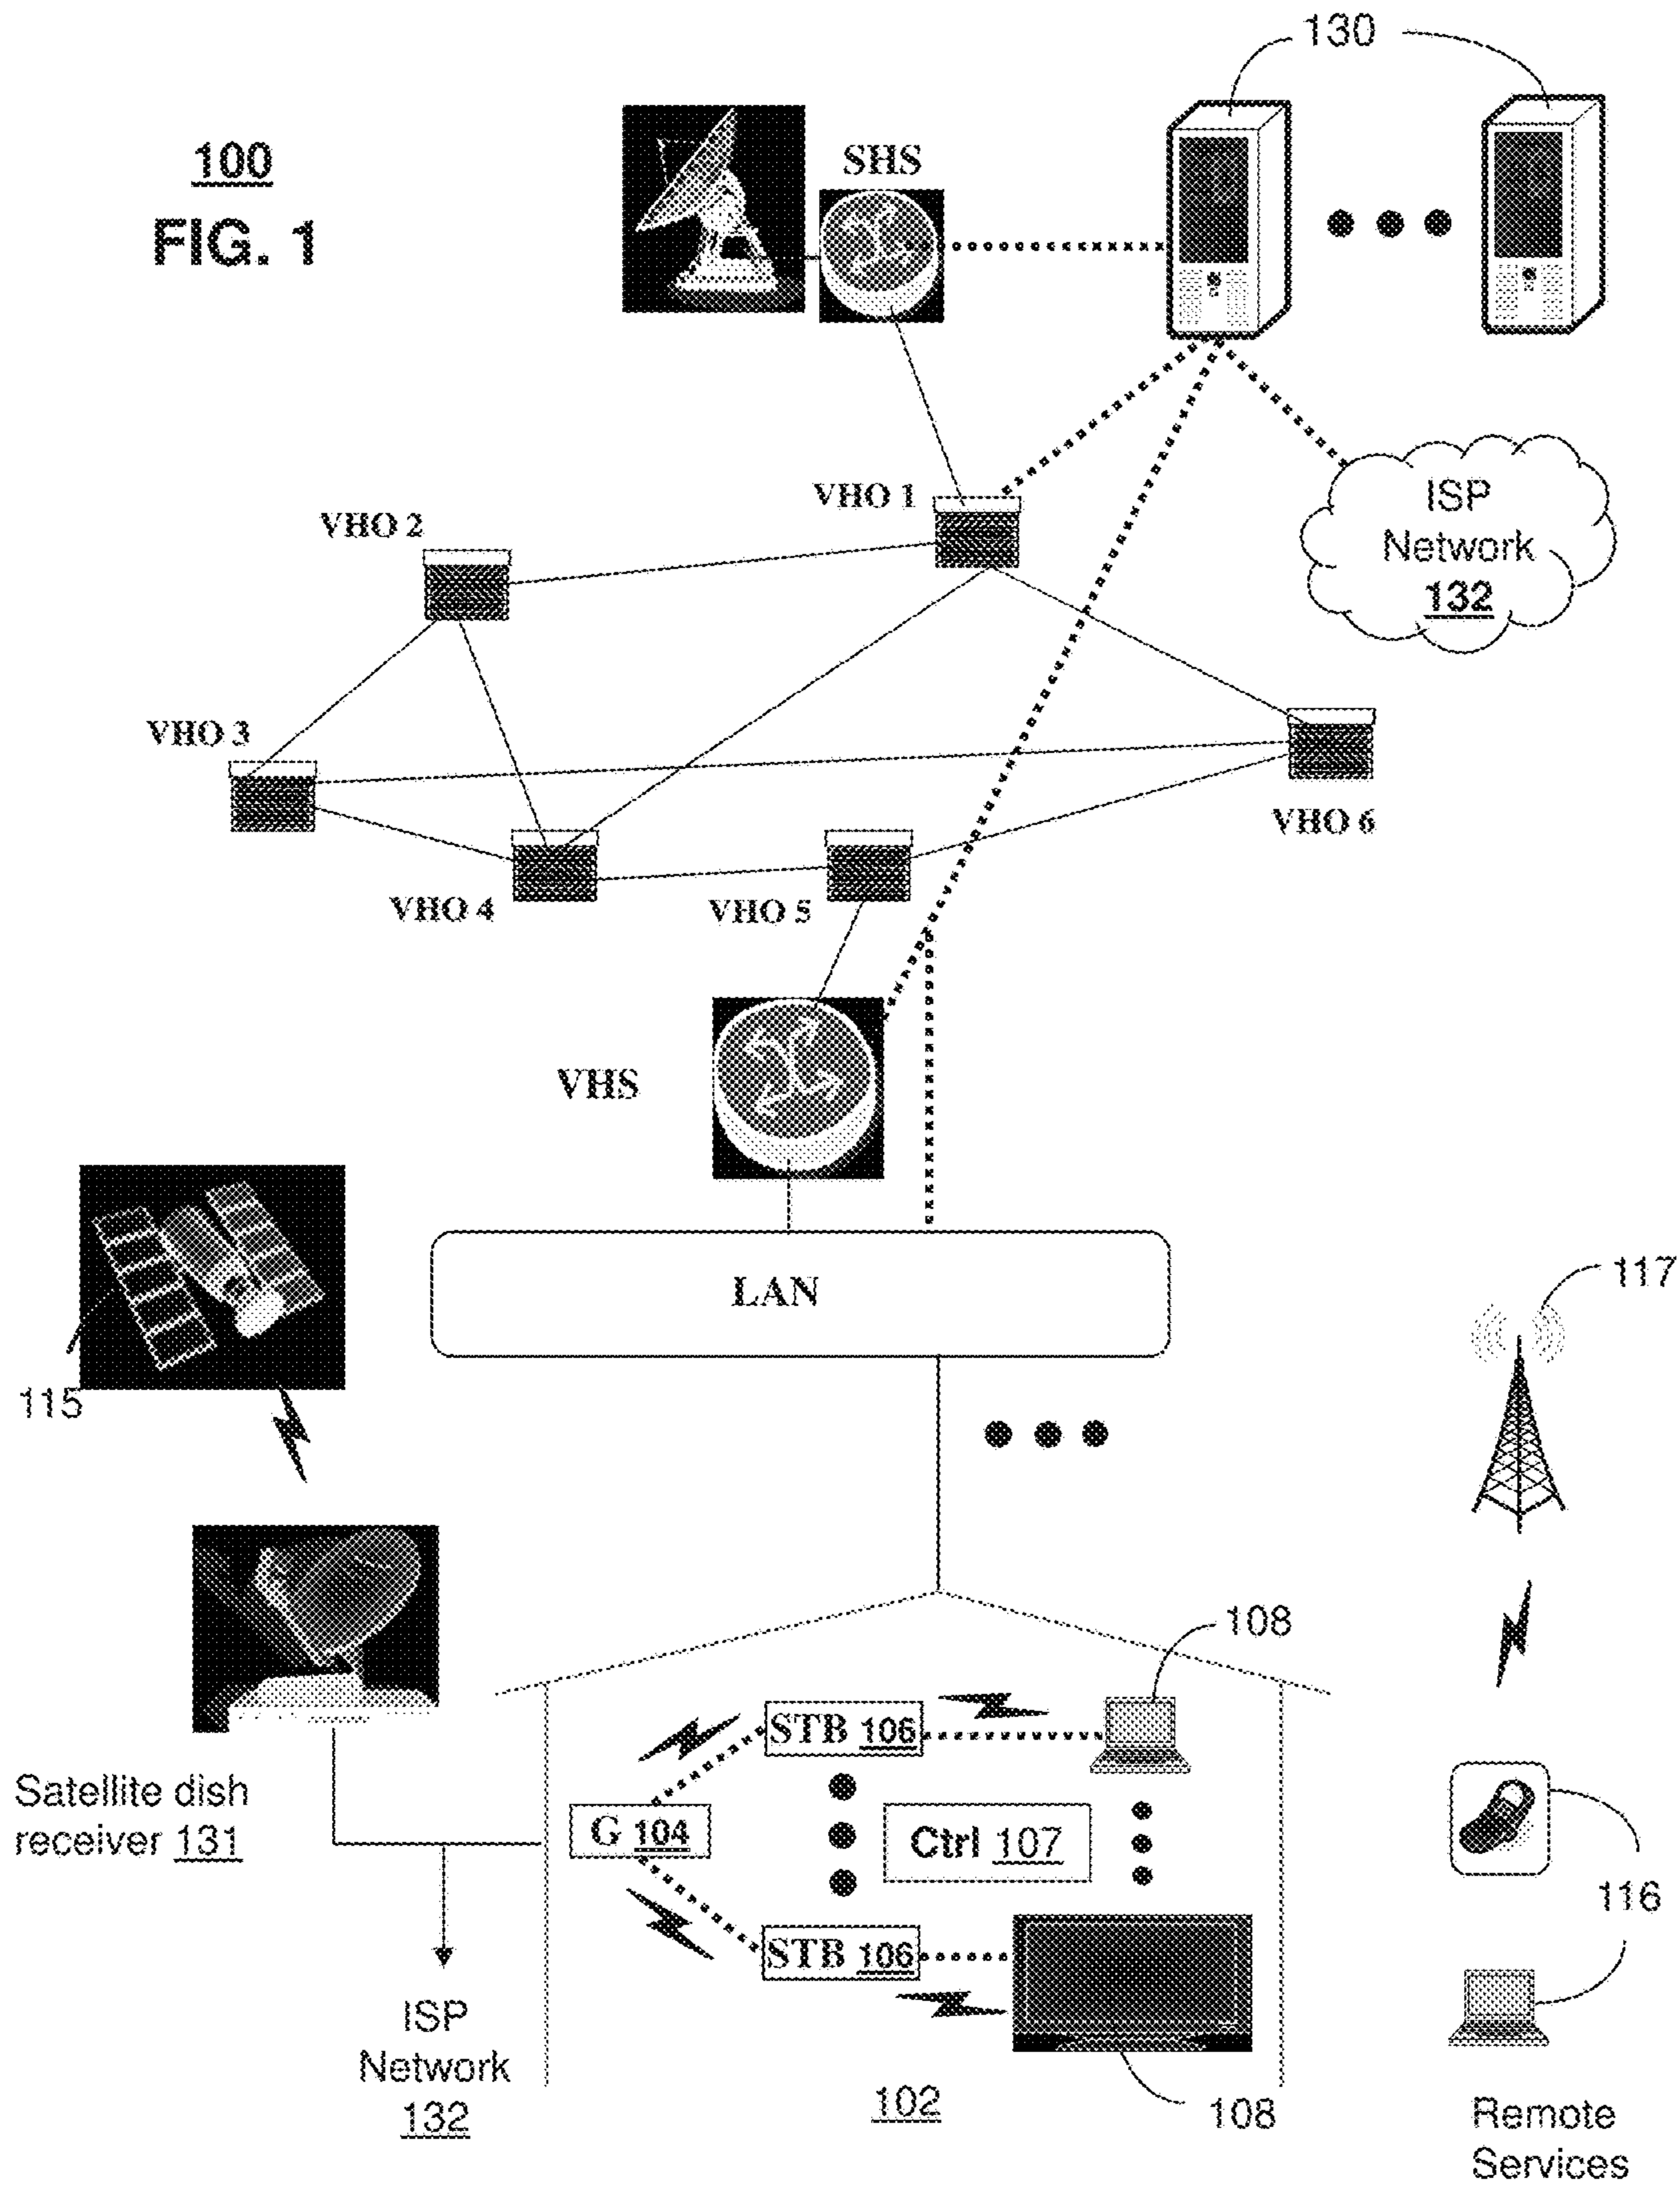 130
100
FIG. 1
SHS
ISP
Network
132
VHO 1
VHO 2
VHO 3
VHO 6
VHO 4
VHO 5
VHS
LAN
117
115
108
STB 106
Satellite dish
receiver 131
G 104
Ctrl 107
116
STB 106
ISP
Network
132
102
108
Remote
Services